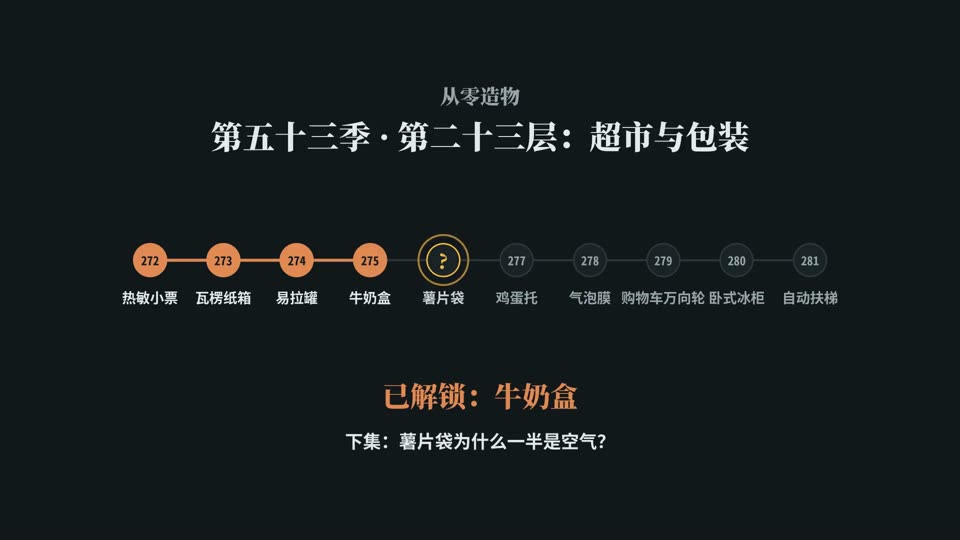 从零造物
第五十三季 · 第二十三层：超市与包装
272 273 274 275 ? 277 278 279 280 281
热敏小票 瓦楞纸箱 易拉罐 牛奶盒 薯片袋 鸡蛋托 气泡膜 购物车万向轮 卧式冰柜 自动扶梯
已解锁：牛奶盒
下集：薯片袋为什么一半是空气？